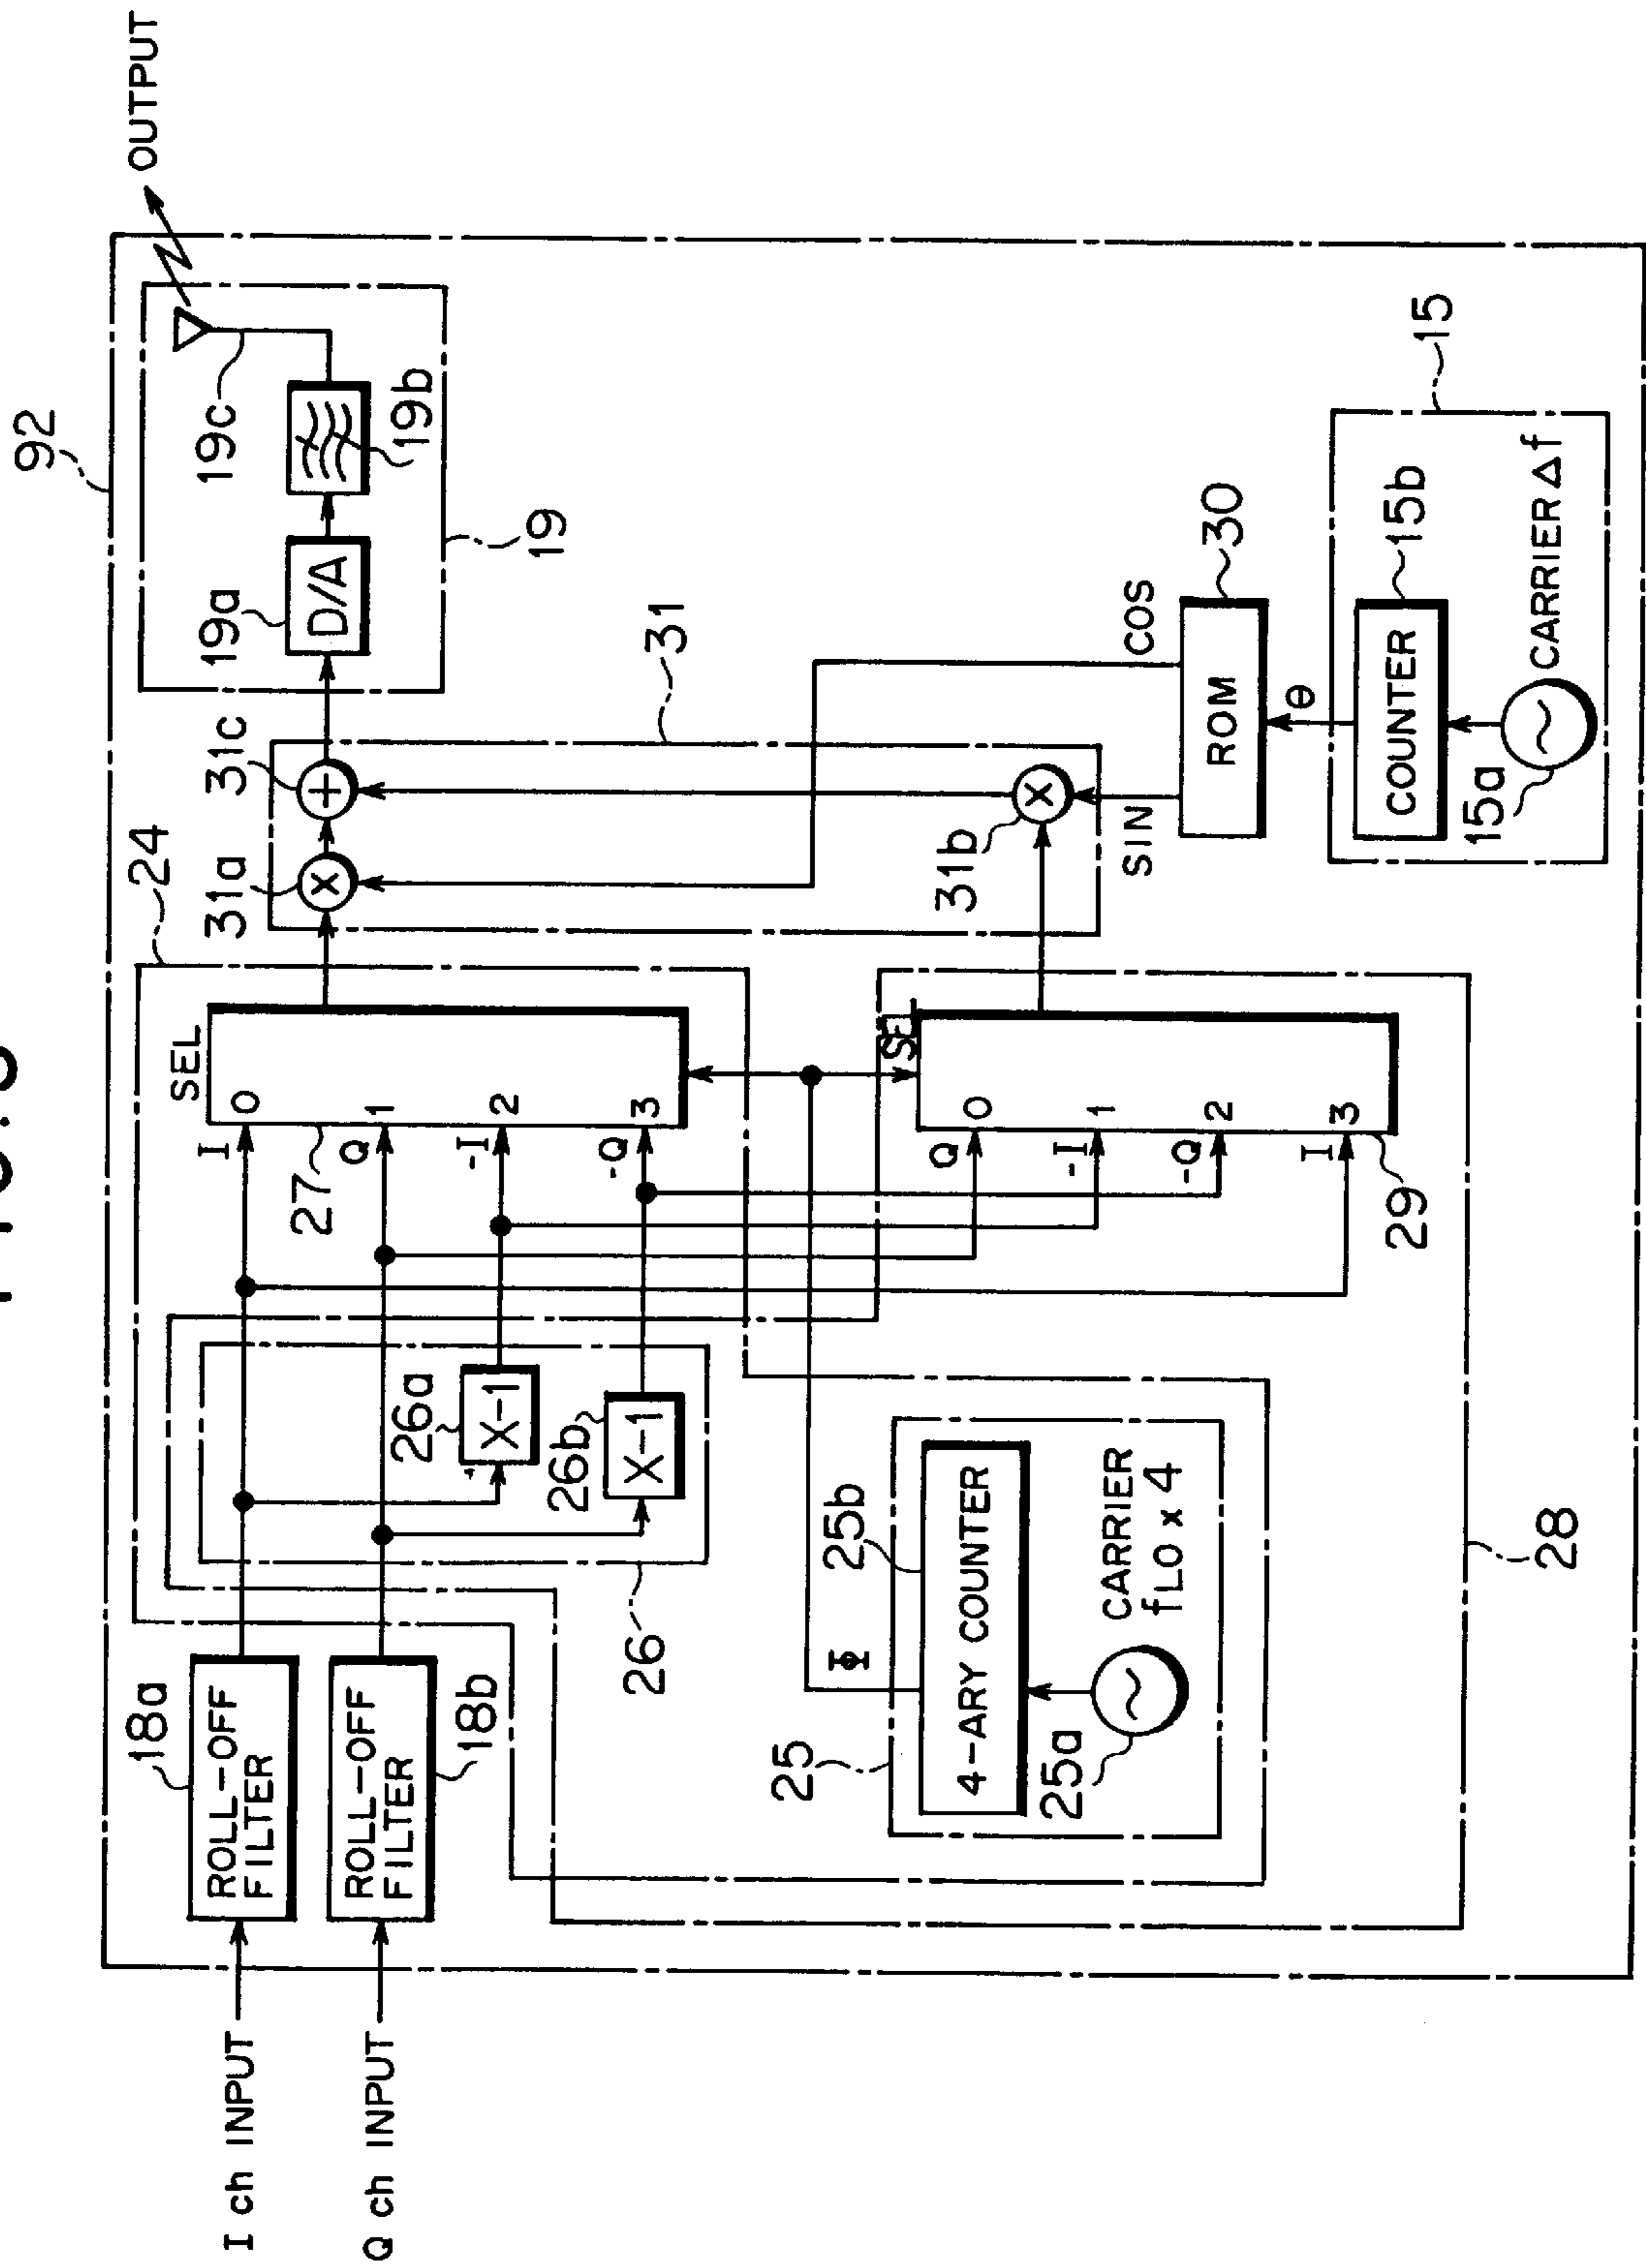 92
OUTPUT
18a
ROLL-OFF
FILTER
I ch INPUT
ROLL-OFF
FILTER
18b
Q ch INPUT
24
SEL
I
0
Q
1
-I
2
-Q
3
27
26a
X-1
26b
X-1
26
31a
X
31c
+
31
31b
X
19a
D/A
19b
19c
19
SEL
Q
0
-I
1
-Q
2
I
3
29
28
25
25b
4-ARY COUNTER
25a
~
CARRIER
fLO x 4
Φ
SIN
COS
ROM
30
θ
COUNTER
15b
15a
~
CARRIER Δf
15